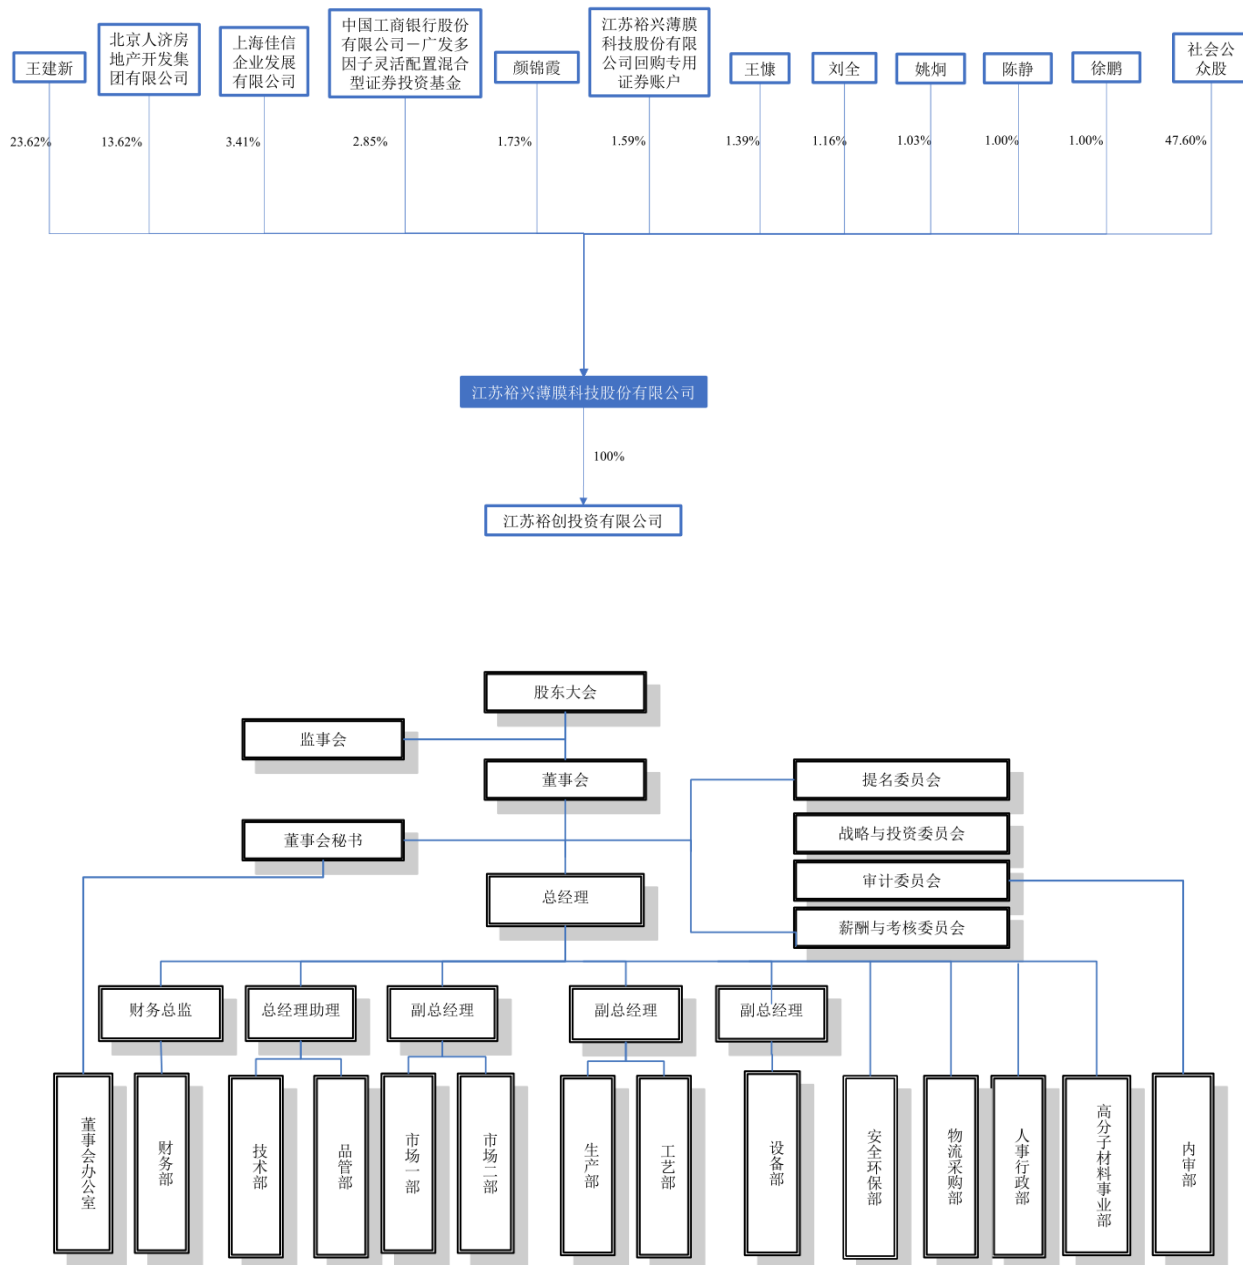 王建新
北京人济房
地产开发集
团有限公司
上海佳信
企业发展
有限公司
中国工商银行股份
有限公司－广发多
因子灵活配置混合
型证券投资基金
颜锦霞
江苏裕兴薄膜
科技股份有限
公司回购专用
证券账户
王慷
刘全
姚炯
陈静
徐鹏
社会公
众股
23.62%
13.62%
3.41%
2.85%
1.73%
1.59%
1.39%
1.16%
1.03%
1.00%
1.00%
47.60%
江苏裕兴薄膜科技股份有限公司
100%
江苏裕创投资有限公司
股东大会
监事会
董事会
提名委员会
战略与投资委员会
董事会秘书
审计委员会
总经理
薪酬与考核委员会
财务总监
总经理助理
副总经理
副总经理
副总经理
董事会办公室
财务部
技术部
品管部
市场一部
市场二部
生产部
工艺部
设备部
安全环保部
物流采购部
人事行政部
高分子材料事业部
内审部